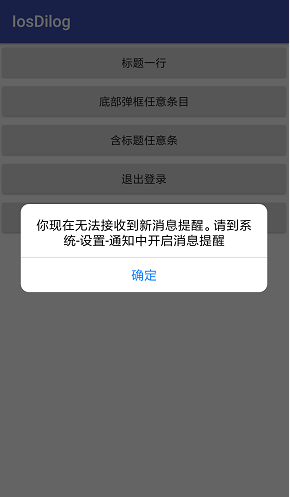 IosDilog
标题一行
底部弹框任意条目
含标题任意条
退出登录
你现在无法接收到新消息提醒。请到系
统-设置-通知中开启消息提醒
确定